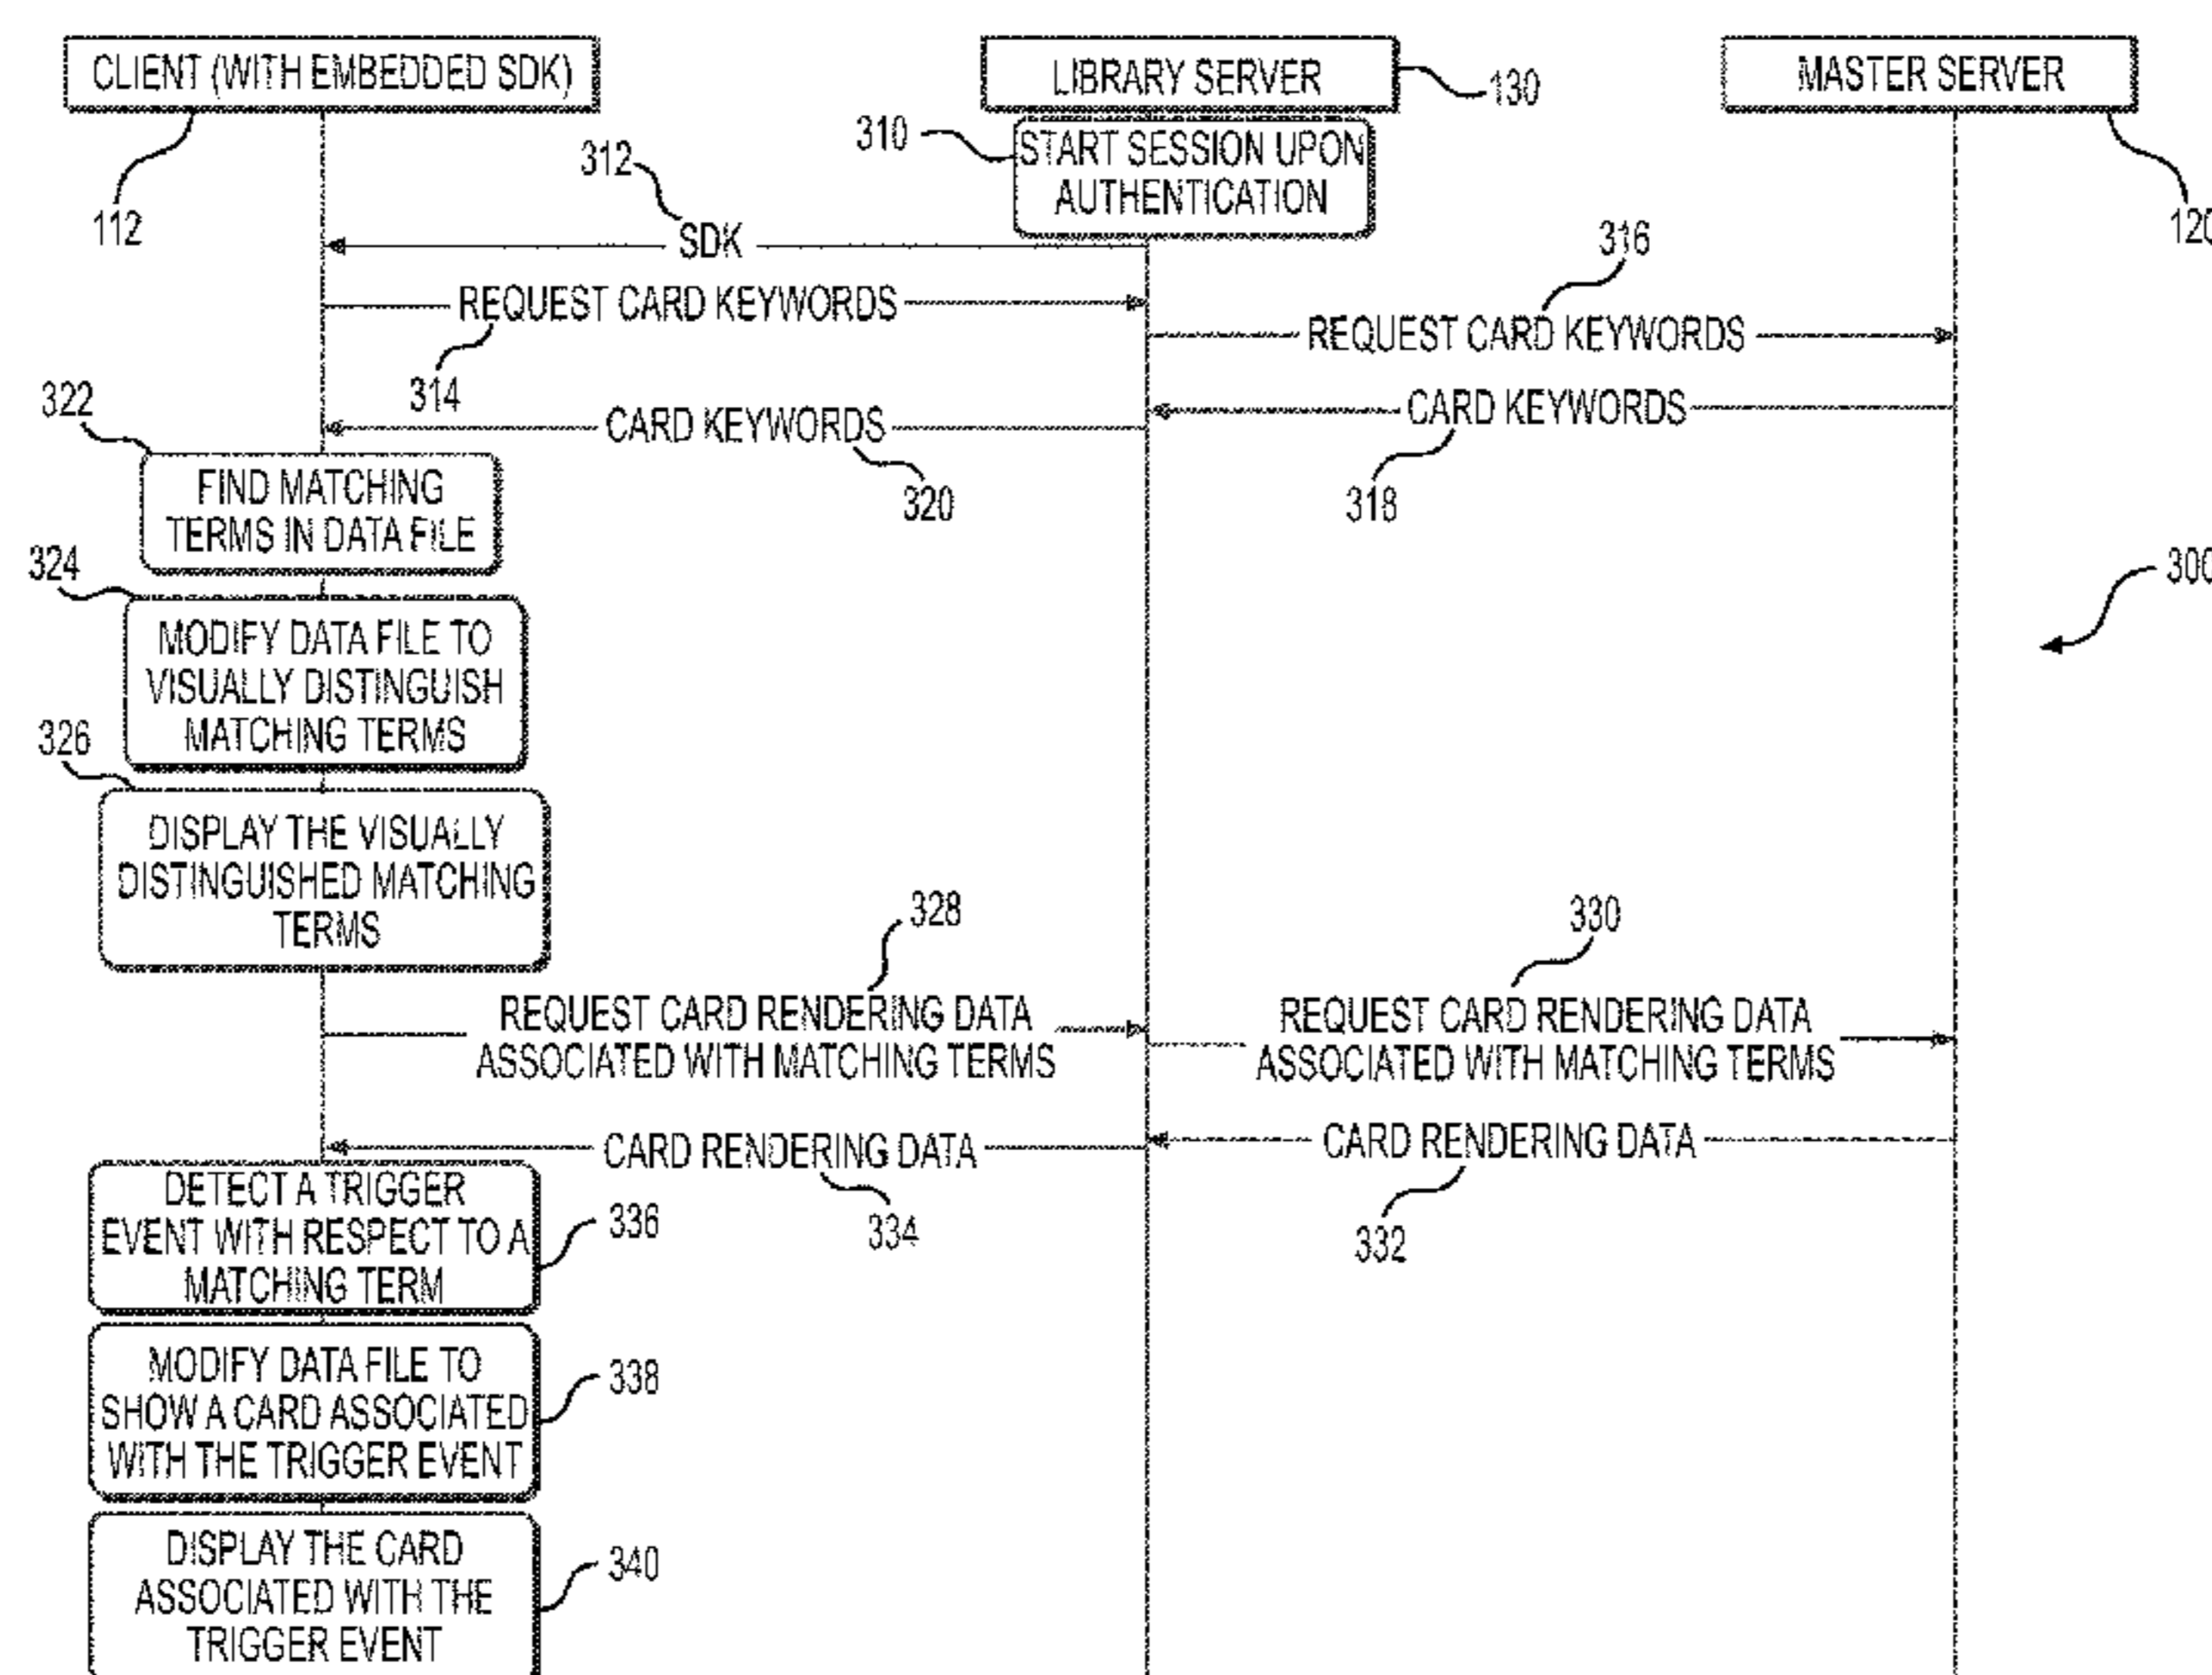 CLIENT (WITH EMBEDDED SDK)
LIBRARY SERVER
MASTER SERVER
130
310
START SESSION UPON
AUTHENTICATION
312
112
120
SDK
316
REQUEST CARD KEYWORDS
REQUEST CARD KEYWORDS
314
322
CARD KEYWORDS
CARD KEYWORDS
320
318
FIND MATCHING
TERMS IN DATA FILE
324
300
MODIFY DATA FILE TO
VISUALLY DISTINGUISH
MATCHING TERMS
326
DISPLAY THE VISUALLY
DISTINGUISHED MATCHING
TERMS
328
330
REQUEST CARD RENDERING DATA
ASSOCIATED WITH MATCHING TERMS
REQUEST CARD RENDERING DATA
ASSOCIATED WITH MATCHING TERMS
CARD RENDERING DATA
CARD RENDERING DATA
334
332
DETECT A TRIGGER
EVENT WITH RESPECT TO A
MATCHING TERM
336
MODIFY DATA FILE TO
SHOW A CARD ASSOCIATED
WITH THE TRIGGER EVENT
338
DISPLAY THE CARD
ASSOCIATED WITH THE
TRIGGER EVENT
340